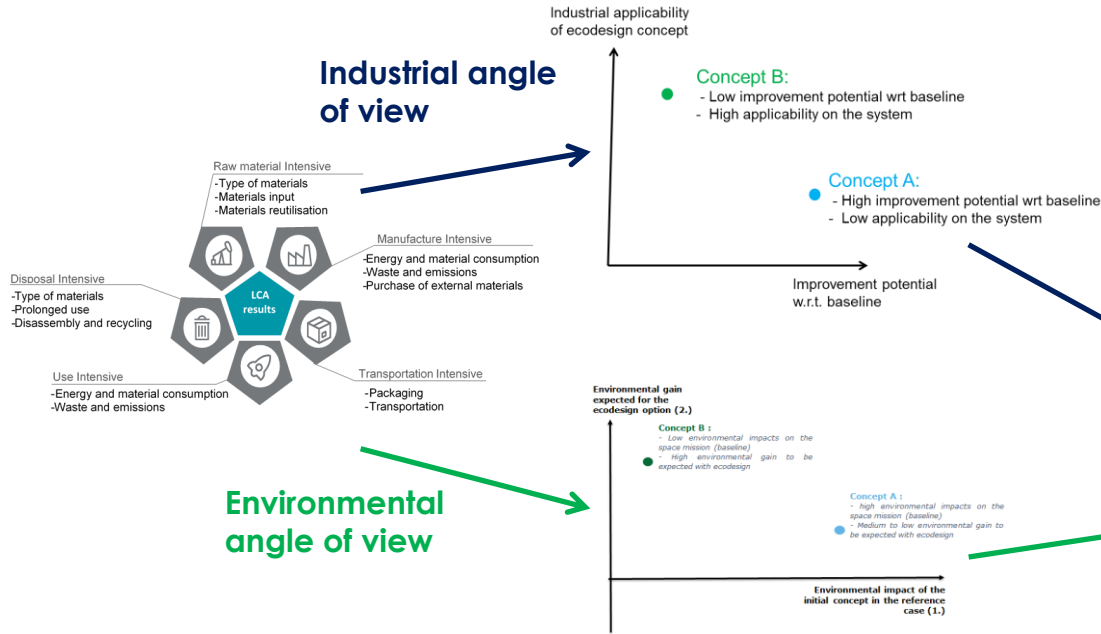 Industrial angle
of view
Raw material Intensive
-Type of materials
-Materials input
-Materials reutilisation
Manufacture Intensive
-Energy and material consumption
-Waste and emissions
-Purchase of external materials
Disposal Intensive
-Type of materials
-Prolonged use
-Disassembly and recycling
LCA
results
Use Intensive
-Energy and material consumption
-Waste and emissions
Transportation Intensive
-Packaging
-Transportation
Environmental
angle of view
Industrial applicability
of ecodesign concept
Concept B:
- Low improvement potential wrt baseline
- High applicability on the system
Concept A:
- High improvement potential wrt baseline
- Low applicability on the system
Improvement potential
w.r.t. baseline
Environmental gain
expected for the
ecodesign option (2.)
Concept B :
- Low environmental impacts on the
space mission (baseline)
- High environmental gain to be
expected with ecodesign
Concept A :
- high environmental impacts on the
space mission (baseline)
- Medium to low environmental gain to
be expected with ecodesign
Environmental impact of the
initial concept in the reference
case (1.)